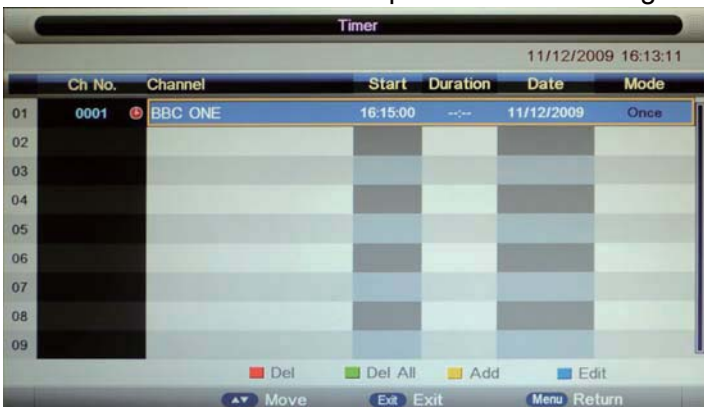 Timer
11/12/2009 16:13:11
Ch No. Channel Start Duration Date Mode
01 0001 BBC ONE 16:15:00 --:-- 11/12/2009 Once
02
03
04
05
06
07
08
09
Del Del All Add Edit
Move Exit Exit Menu Return